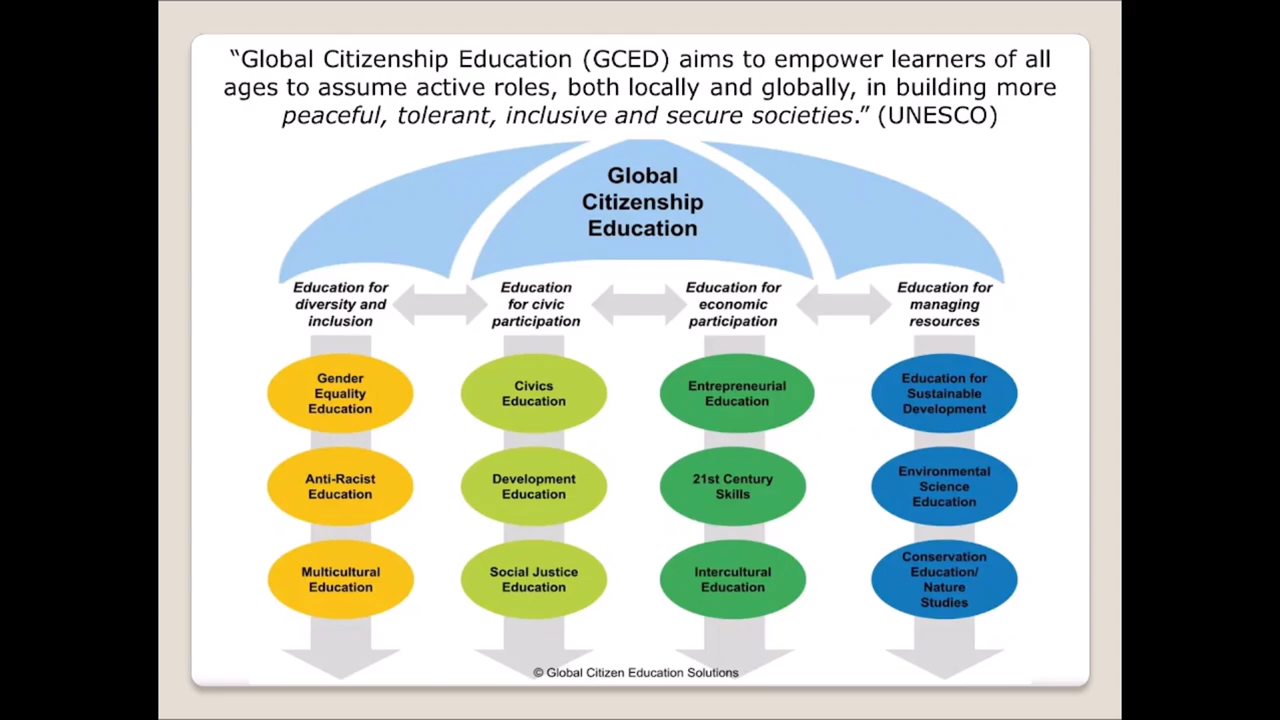 “Global Citizenship Education (GCED) aims to empower learners of all
ages to assume active roles, both locally and globally, in building more
peaceful, tolerant, inclusive and secure societies.” (UNESCO)
Global
Citizenship
Education
Education for
diversity and
inclusion
Education
for civic
participation
Education for
economic
participation
Education for
managing
resources
Gender
Equality
Education
Civics
Education
Entrepreneurial
Education
Education for
Sustainable
Development
Anti-Racist
Education
Development
Education
21st Century
Skills
Environmental
Science
Education
Multicultural
Education
Social Justice
Education
Intercultural
Education
Conservation
Education/
Nature
Studies
© Global Citizen Education Solutions